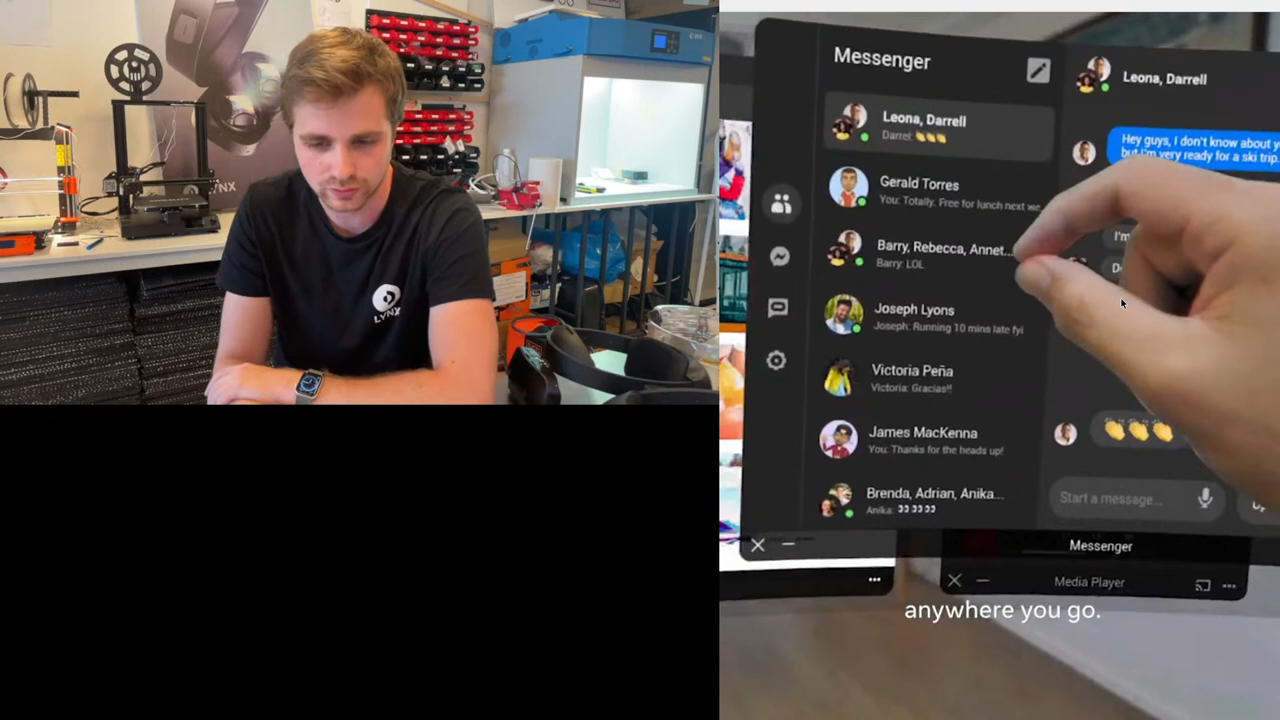 LYNX
LYNX
Messenger
Leona, Darrell
Darrel: 👏👏👏
Gerald Torres
You: Totally. Free for lunch next we
Barry, Rebecca, Annet...
Barry: LOL
Joseph Lyons
Joseph: Running 10 mins late fyi
Victoria Peña
Victoria: Gracias!!
James MacKenna
You: Thanks for the heads up!
Brenda, Adrian, Anika...
Anika:
Leona, Darrell
Hey guys, I don't know about
but I'm very ready for a ski trip.
I'm
👏👏👏
Start a message...
Messenger
Media Player
anywhere you go.